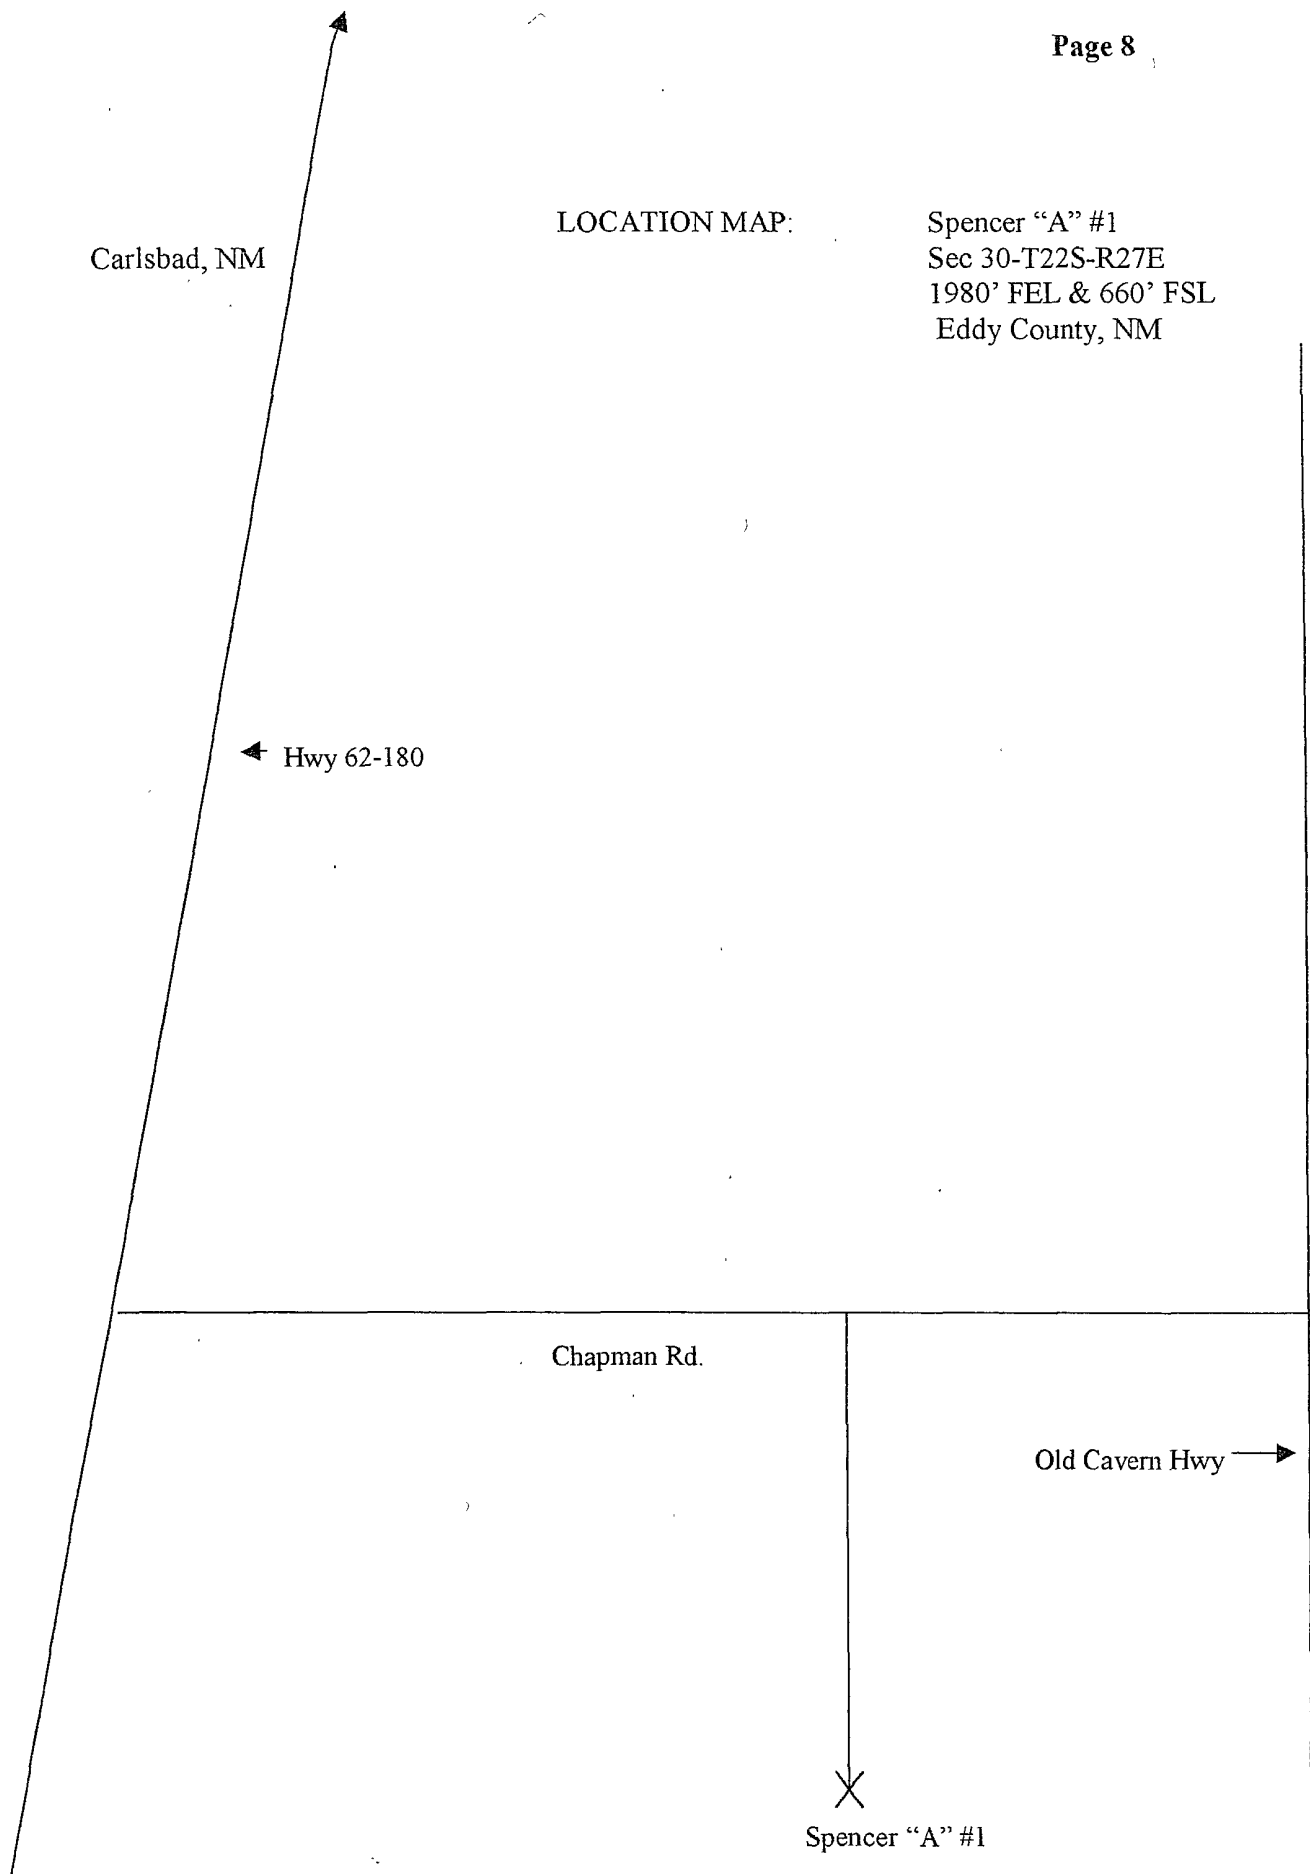 Page 8
LOCATION MAP:
Spencer “A” #1
Sec 30-T22S-R27E
1980’ FEL & 660’ FSL
Eddy County, NM
Carlsbad, NM
Hwy 62-180
Chapman Rd.
Old Cavern Hwy
Spencer “A” #1